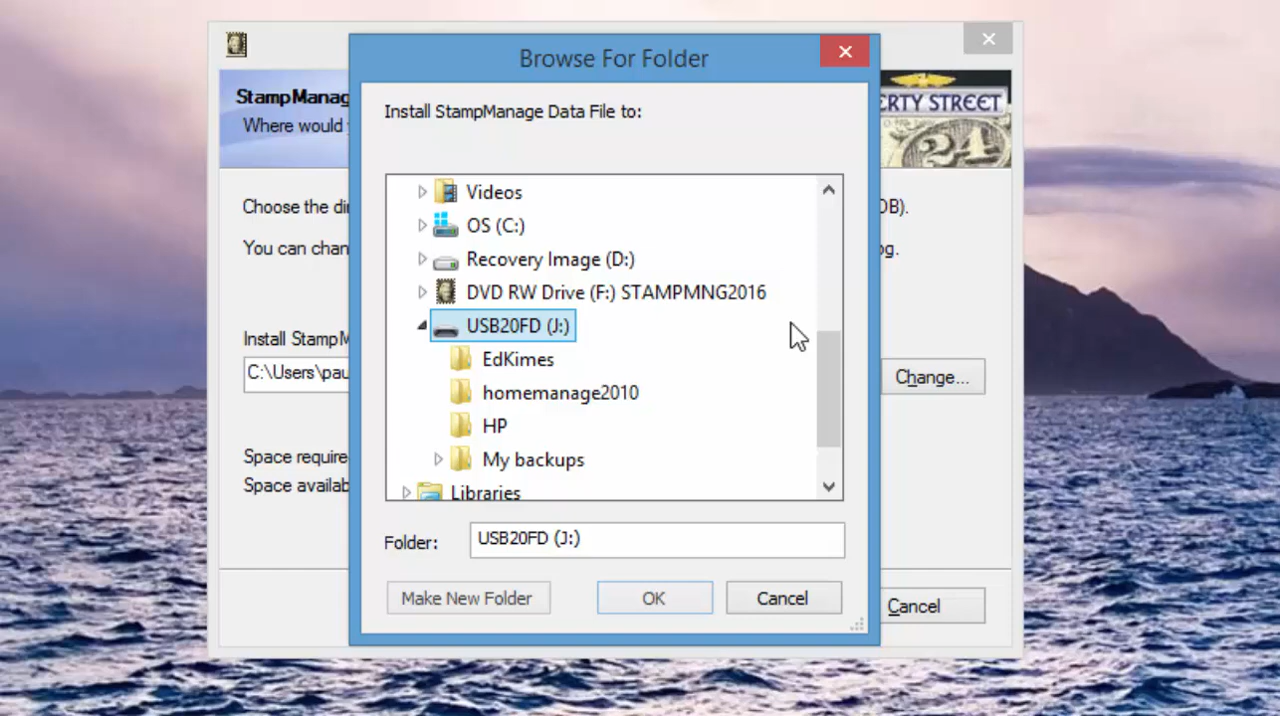 Browse For Folder
StampManag
Where would
ERTY STREET
24
Install StampManage Data File to:
Videos
OS (C:)
Choose the di
DB).
Recovery Image (D:)
You can chan
og.
DVD RW Drive (F:) STAMPMNG2016
USB20FD (J:)
Install StampM
EdKimes
C:\Users\pau
Change...
homemanage2010
HP
Space require
My backups
Space availab
Libraries
Folder:
USB20FD (J:)
Make New Folder
OK
Cancel
Cancel